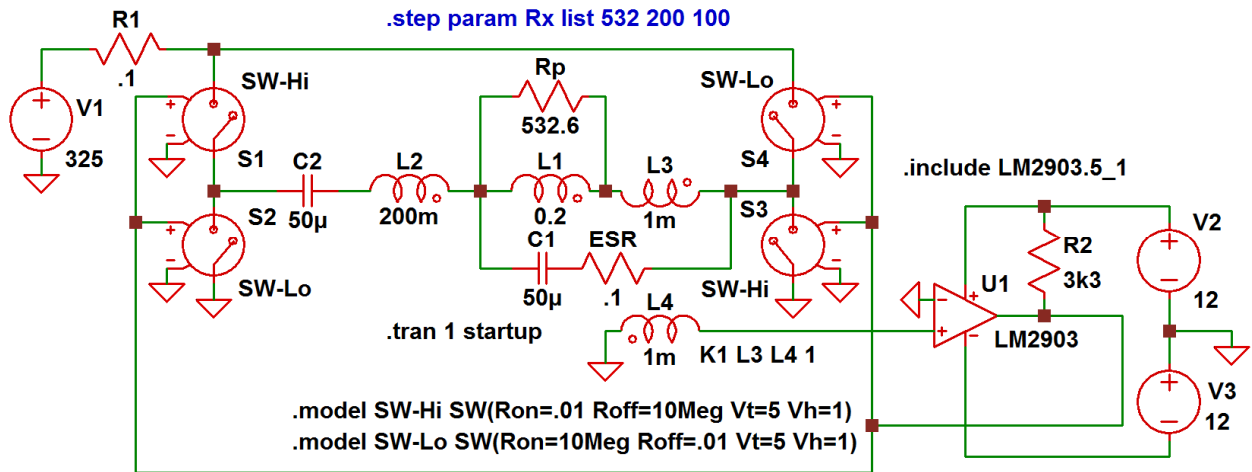 .step param Rx list 532 200 100
R1
.1
V1
325
+
−
SW-Hi
+
−
S1
S2
+
−
SW-Lo
C2
50µ
L2
200m
Rp
532.6
L1
0.2
L3
1m
C1
50µ
ESR
.1
L4
1m
K1 L3 L4 1
SW-Lo
+
−
S4
S3
+
−
SW-Hi
.include LM2903.5_1
V2
+
−
12
R2
3k3
U1
−
+
+
−
LM2903
V3
+
−
12
.tran 1 startup
.model SW-Hi SW(Ron=.01 Roff=10Meg Vt=5 Vh=1)
.model SW-Lo SW(Ron=10Meg Roff=.01 Vt=5 Vh=1)